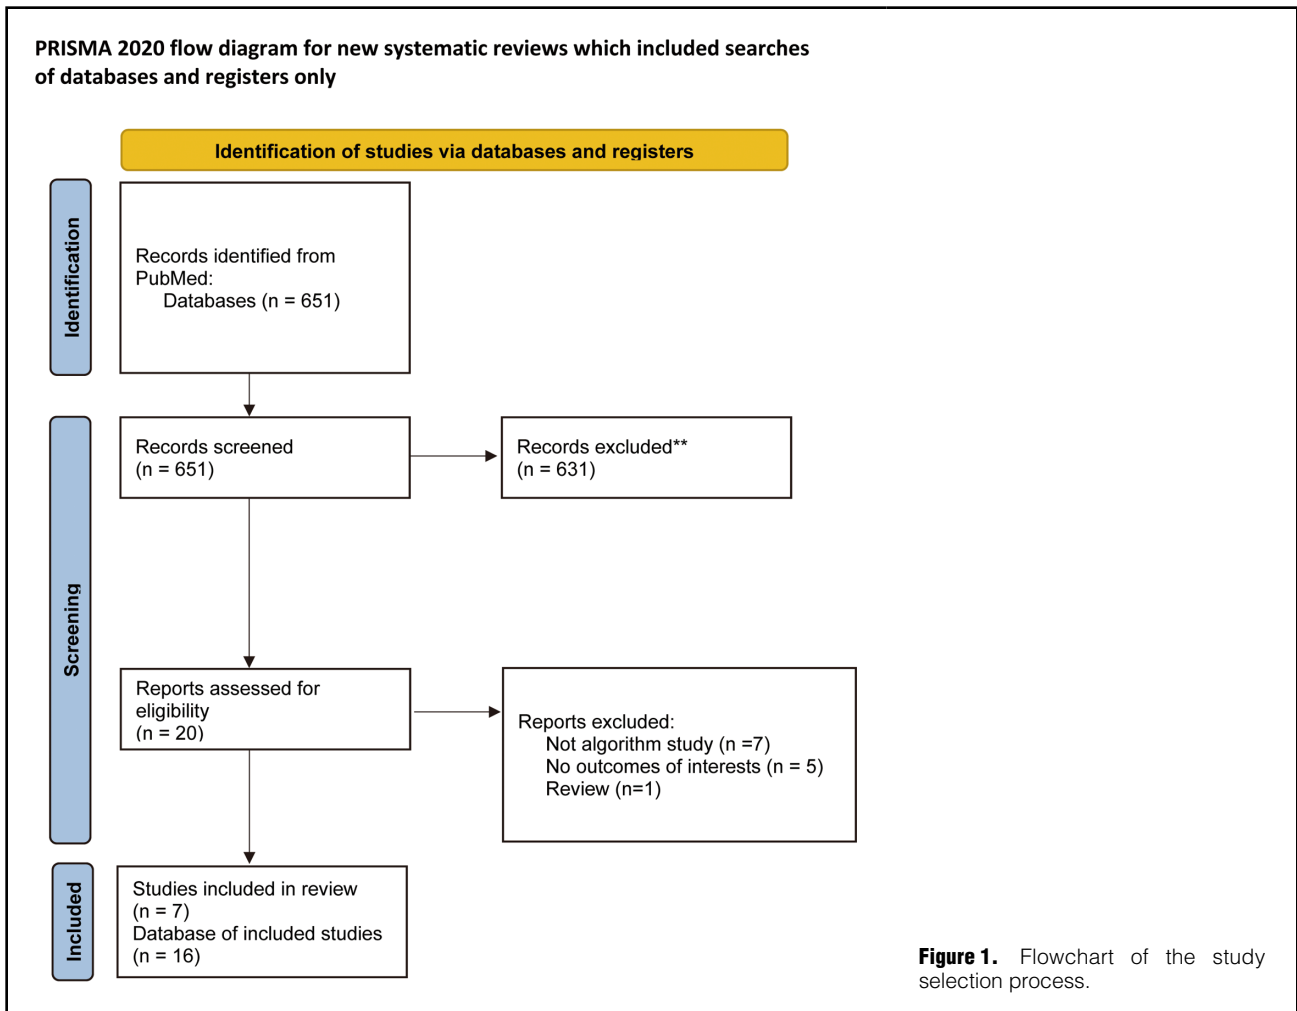 PRISMA 2020 flow diagram for new systematic reviews which included searches
of databases and registers only
Identification of studies via databases and registers
Identification
Records identified from
PubMed:
Databases (n = 651)
Screening
Records screened
(n = 651)
Records excluded**
(n = 631)
Reports assessed for
eligibility
(n = 20)
Reports excluded:
Not algorithm study (n =7)
No outcomes of interests (n = 5)
Review (n=1)
Included
Studies included in review
(n = 7)
Database of included studies
(n = 16)
Figure 1. Flowchart of the study
selection process.